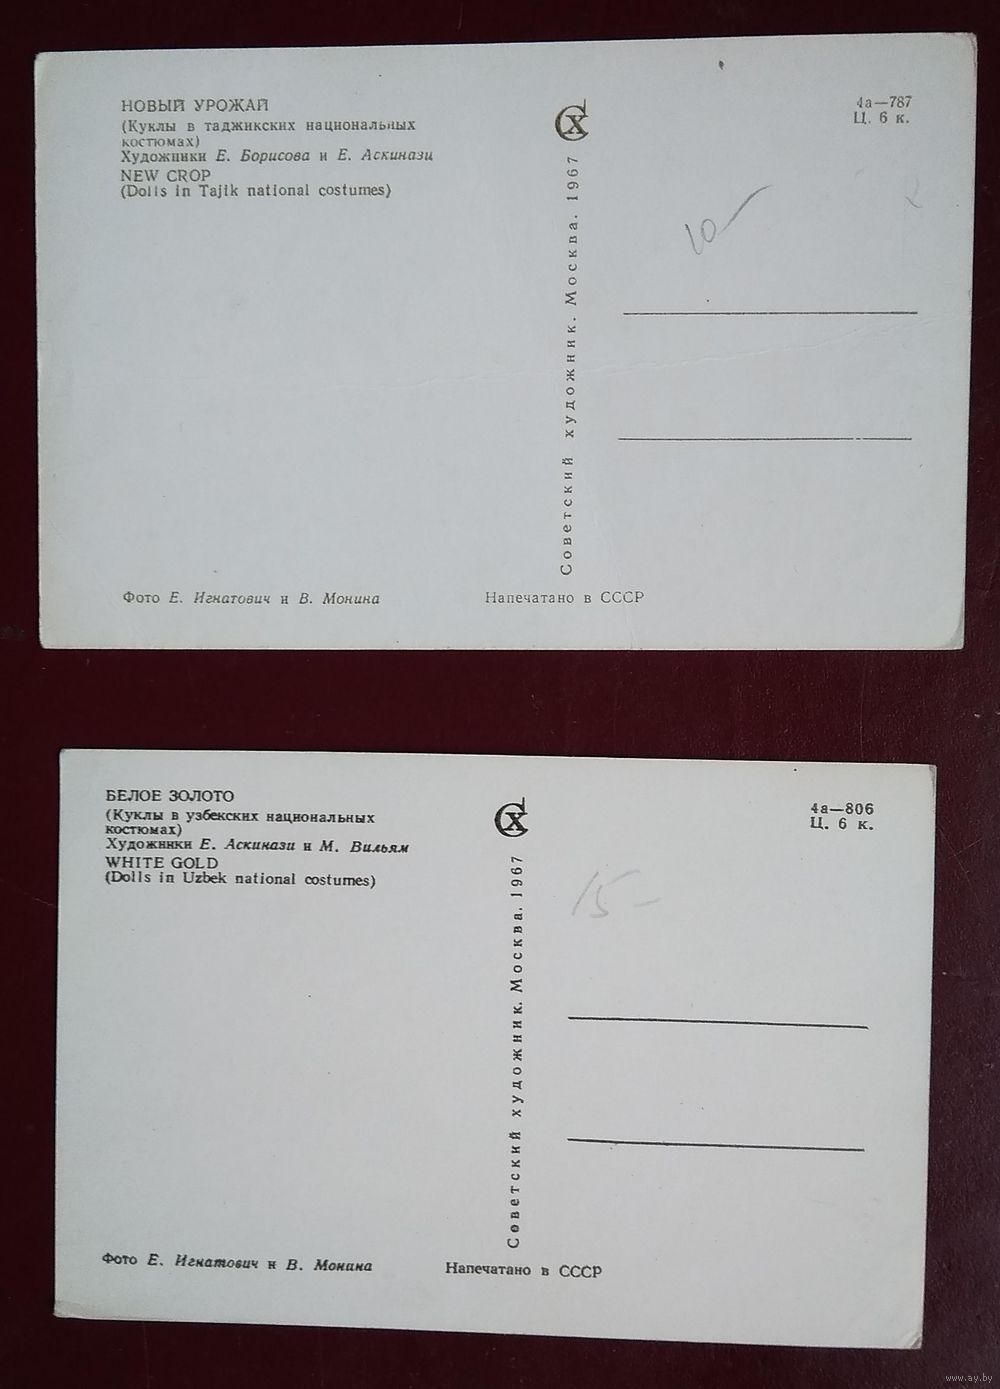 НОВЫЙ УРОЖАЙ
(Куклы в таджикских национальных
костюмах)
Художники Е. Борисова и Е. Аскинази
NEW CROP
(Dolls in Tajik national costumes)
СХ
4а—787
Ц. 6 к.
10—
Советский художник. Москва. 1967
Фото Е. Игнатович и В. Монина
Напечатано в СССР
БЕЛОЕ ЗОЛОТО
(Куклы в узбекских национальных
костюмах)
Художники Е. Аскинази и М. Вильям
WHITE GOLD
(Dolls in Uzbek national costumes)
СХ
4а—806
Ц. 6 к.
15—
Советский художник. Москва. 1967
Фото Е. Игнатович и В. Монина
Напечатано в СССР
www.ay.by